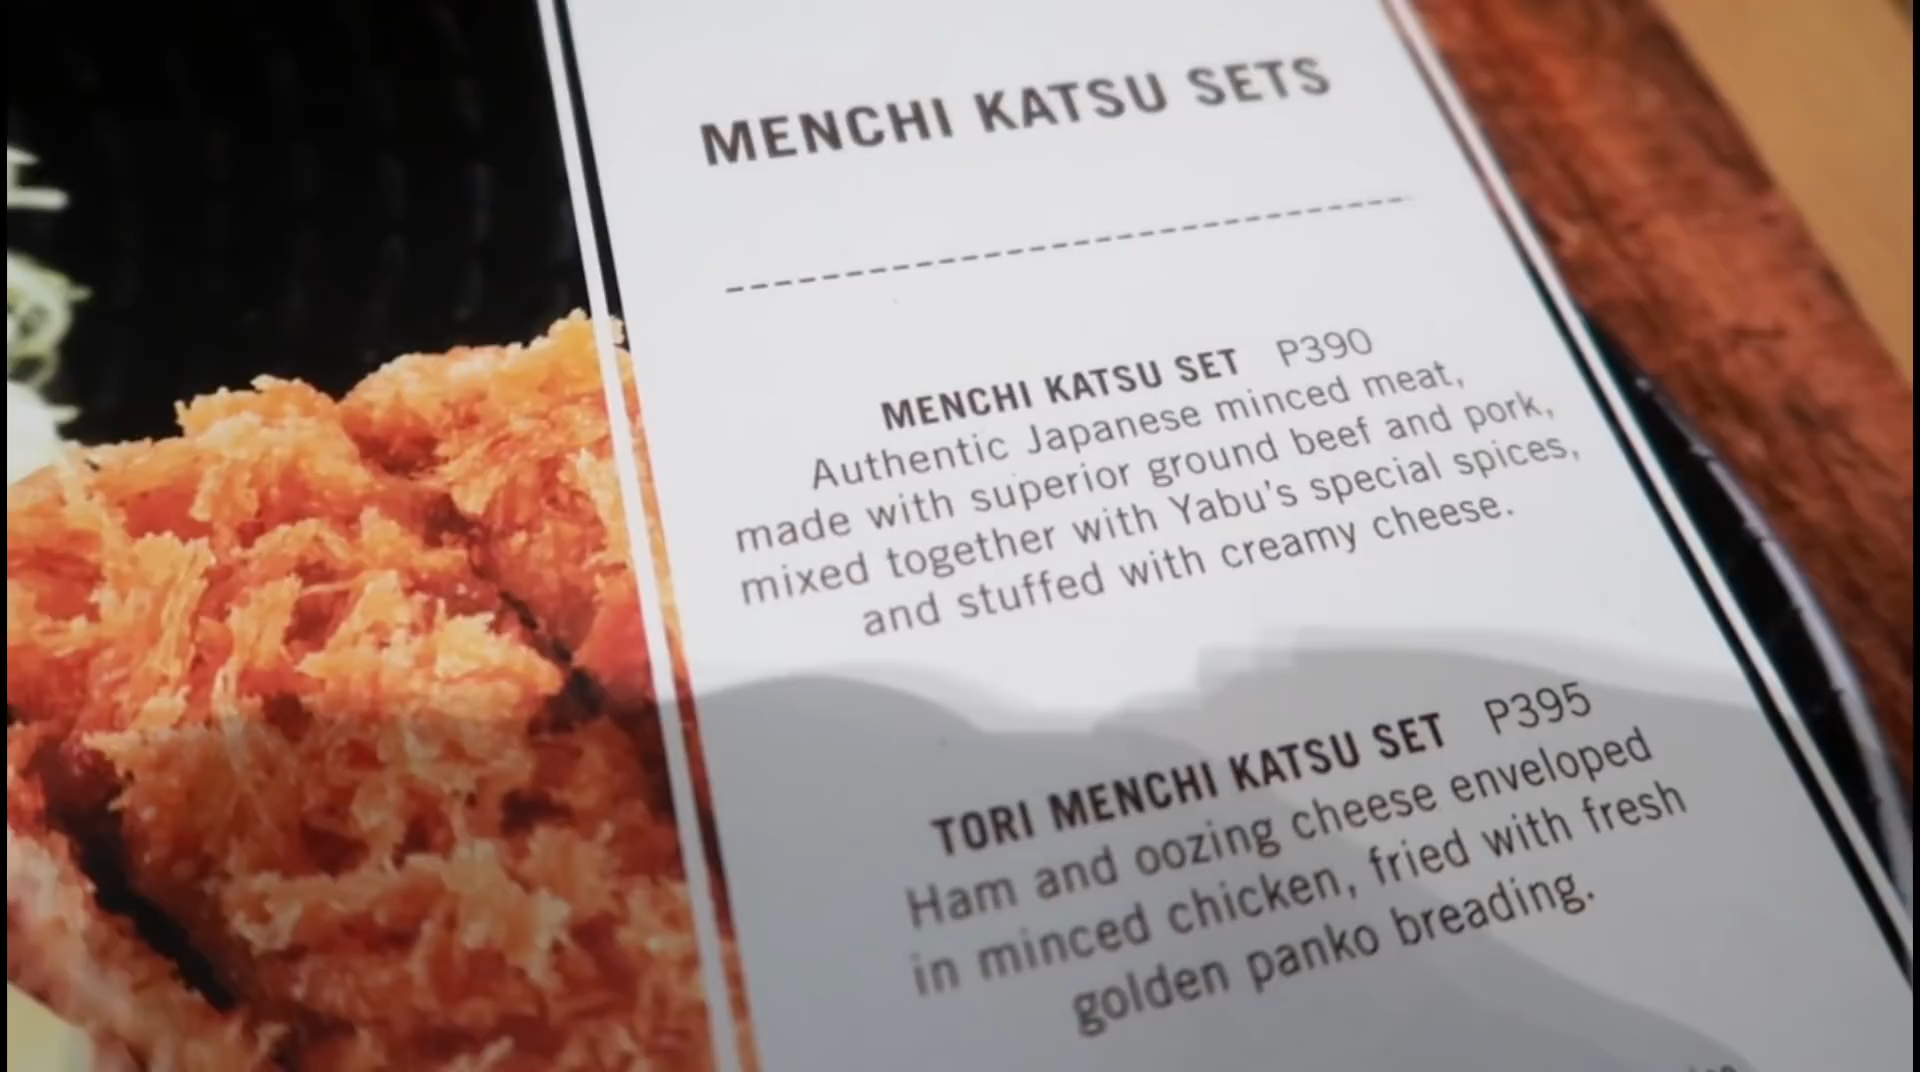 MENCHI KATSU SETS
MENCHI KATSU SET P390
Authentic Japanese minced meat,
made with superior ground beef and pork,
mixed together with Yabu's special spices,
and stuffed with creamy cheese.
TORI MENCHI KATSU SET P395
Ham and oozing cheese enveloped
in minced chicken, fried with fresh
golden panko breading.